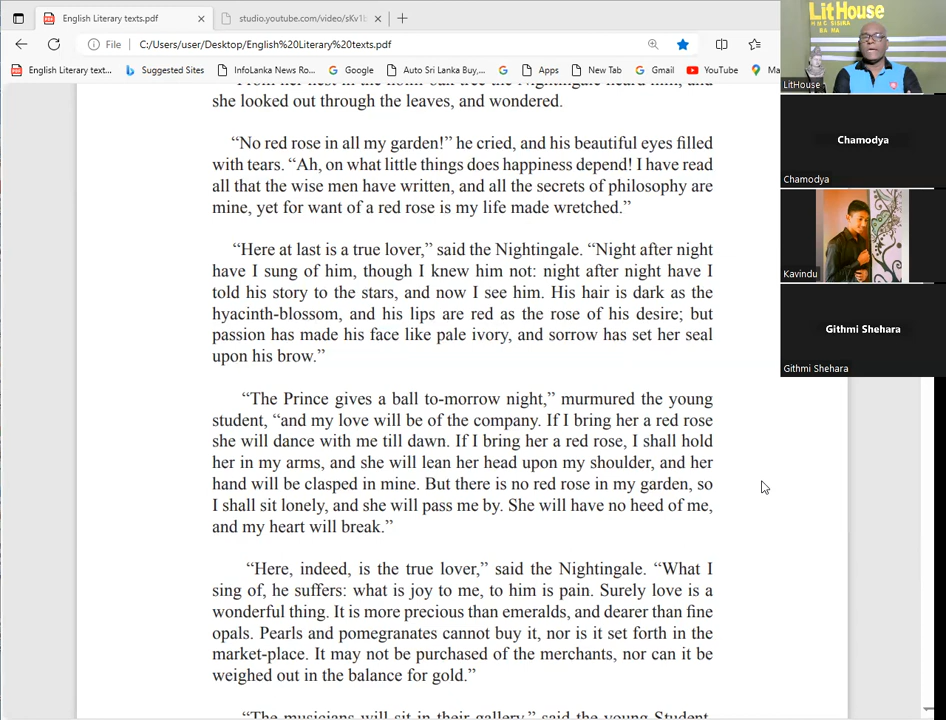 English Literary texts.pdf
studio.youtube.com/video/sKv1
File
C:/Users/user/Desktop/English%20Literary%20texts.pdf
English Literary text...
Suggested Sites
InfoLanka News Ro...
Google
Auto Sri Lanka Buy,...
Apps
New Tab
Gmail
YouTube
Ma
she looked out through the leaves, and wondered.
“No red rose in all my garden!” he cried, and his beautiful eyes filled
with tears. “Ah, on what little things does happiness depend! I have read
all that the wise men have written, and all the secrets of philosophy are
mine, yet for want of a red rose is my life made wretched.”
“Here at last is a true lover,” said the Nightingale. “Night after night
have I sung of him, though I knew him not: night after night have I
told his story to the stars, and now I see him. His hair is dark as the
hyacinth-blossom, and his lips are red as the rose of his desire; but
passion has made his face like pale ivory, and sorrow has set her seal
upon his brow.”
“The Prince gives a ball to-morrow night,” murmured the young
student, “and my love will be of the company. If I bring her a red rose
she will dance with me till dawn. If I bring her a red rose, I shall hold
her in my arms, and she will lean her head upon my shoulder, and her
hand will be clasped in mine. But there is no red rose in my garden, so
I shall sit lonely, and she will pass me by. She will have no heed of me,
and my heart will break.”
“Here, indeed, is the true lover,” said the Nightingale. “What I
sing of, he suffers: what is joy to me, to him is pain. Surely love is a
wonderful thing. It is more precious than emeralds, and dearer than fine
opals. Pearls and pomegranates cannot buy it, nor is it set forth in the
market-place. It may not be purchased of the merchants, nor can it be
weighed out in the balance for gold.”
“The musicians will sit in their gallery,” said the young Student,
LitHouse
BA MA
LitHouse
Chamodya
Chamodya
Kavindu
Githmi Shehara
Githmi Shehara